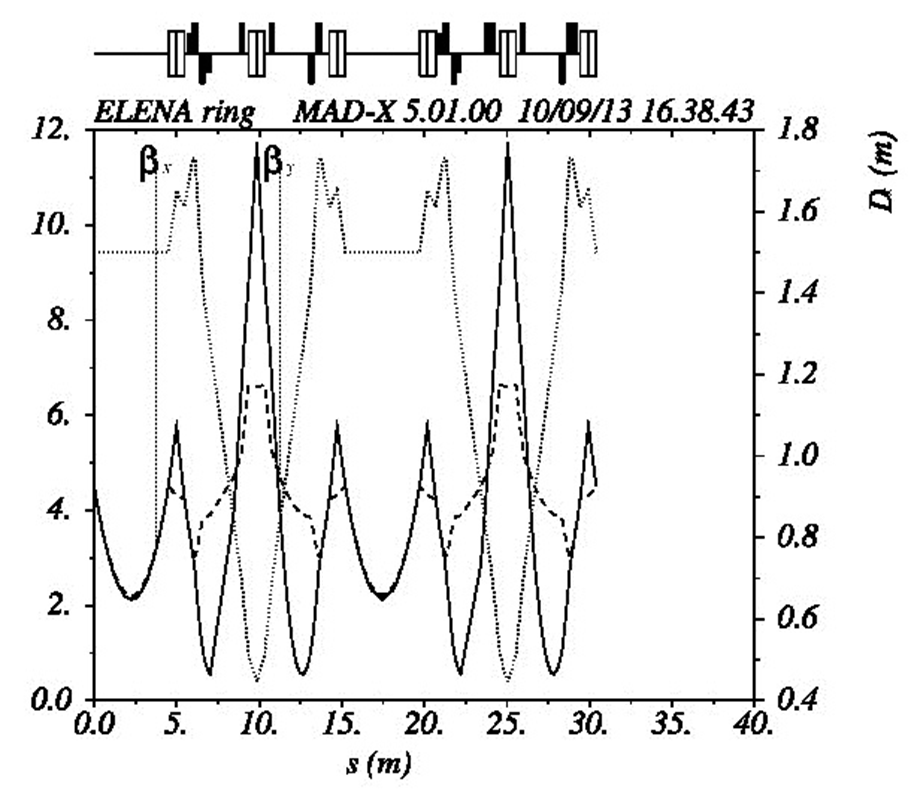 ELENA ring MAD-X 5.01.00 10/09/13 16.38.43
12. 1.8
βx βy
D (m)
1.6
10.
1.4
8.
1.2
6.
1.0
4.
0.8
2.
0.6
0.0 0.4
0.0 5. 10. 15. 20. 25. 30. 35. 40.
s (m)